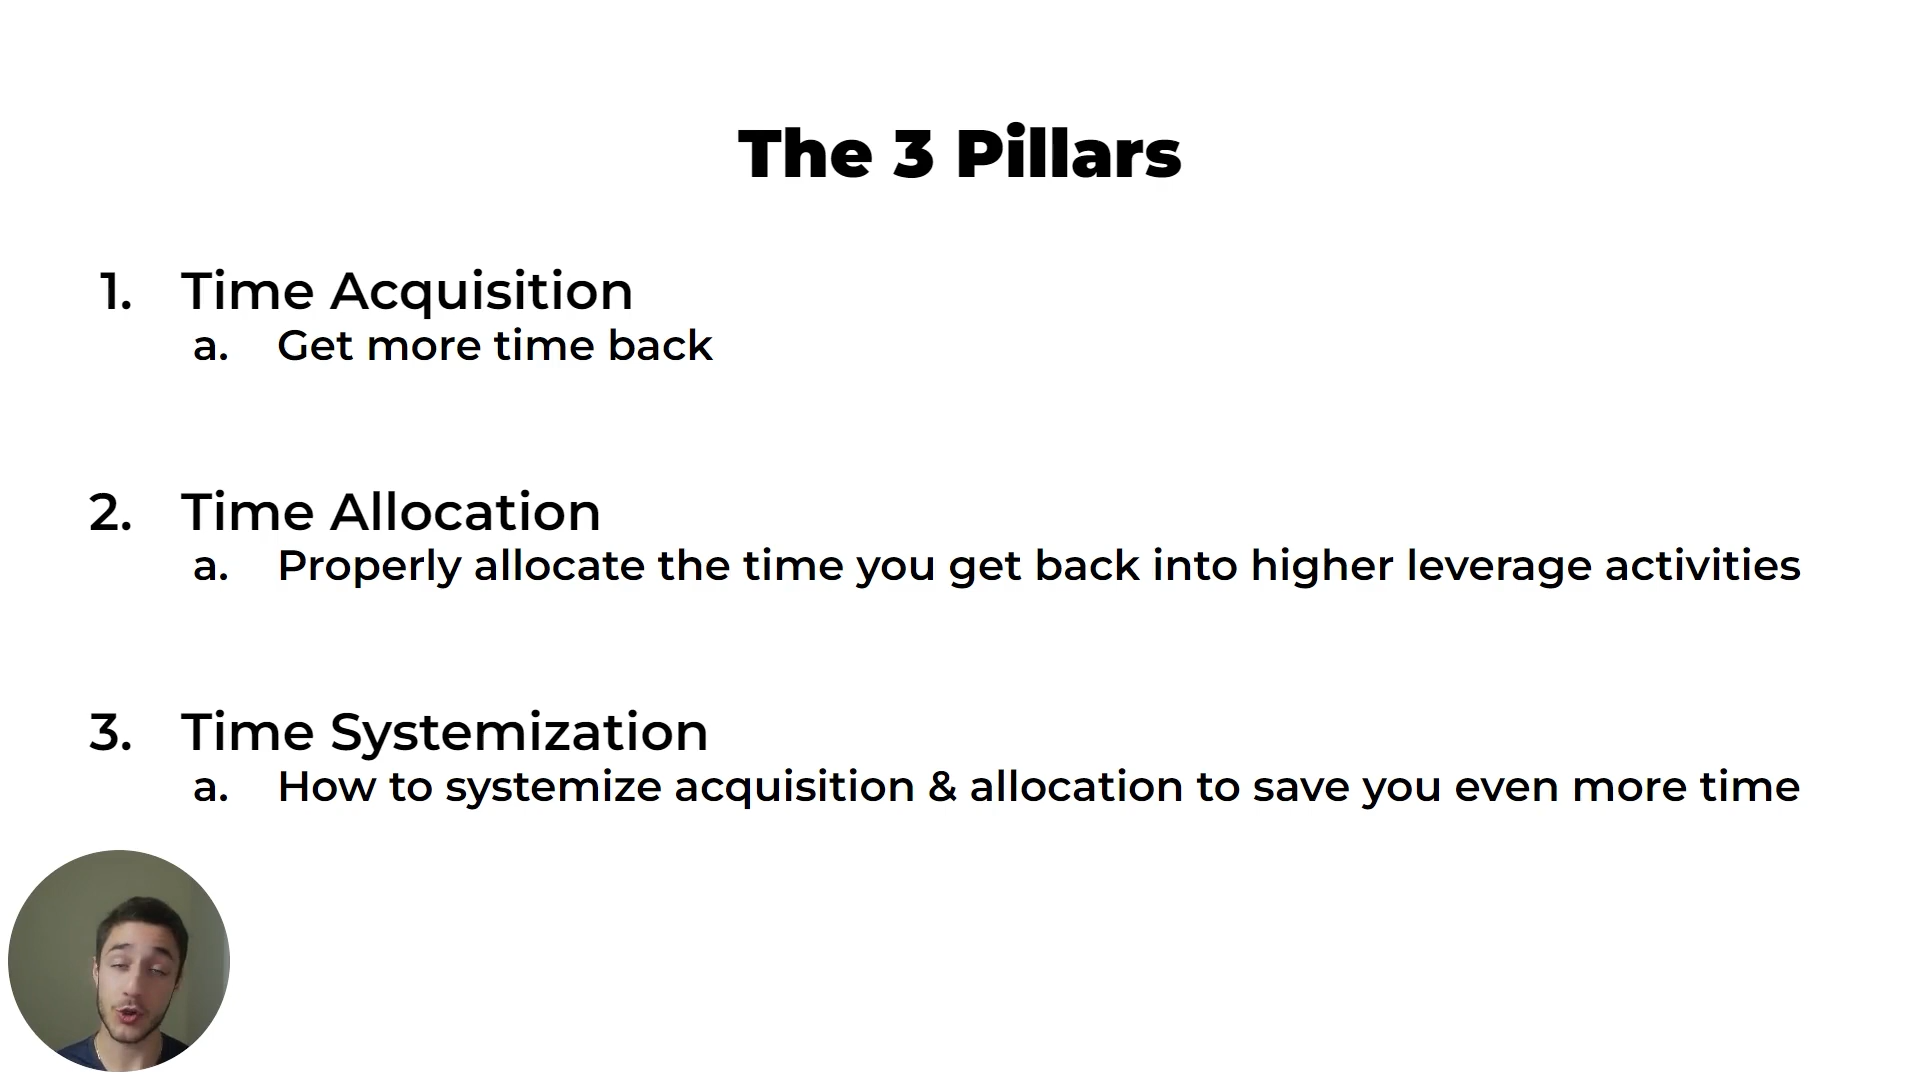 The 3 Pillars
1. Time Acquisition
a. Get more time back
2. Time Allocation
a. Properly allocate the time you get back into higher leverage activities
3. Time Systemization
a. How to systemize acquisition & allocation to save you even more time